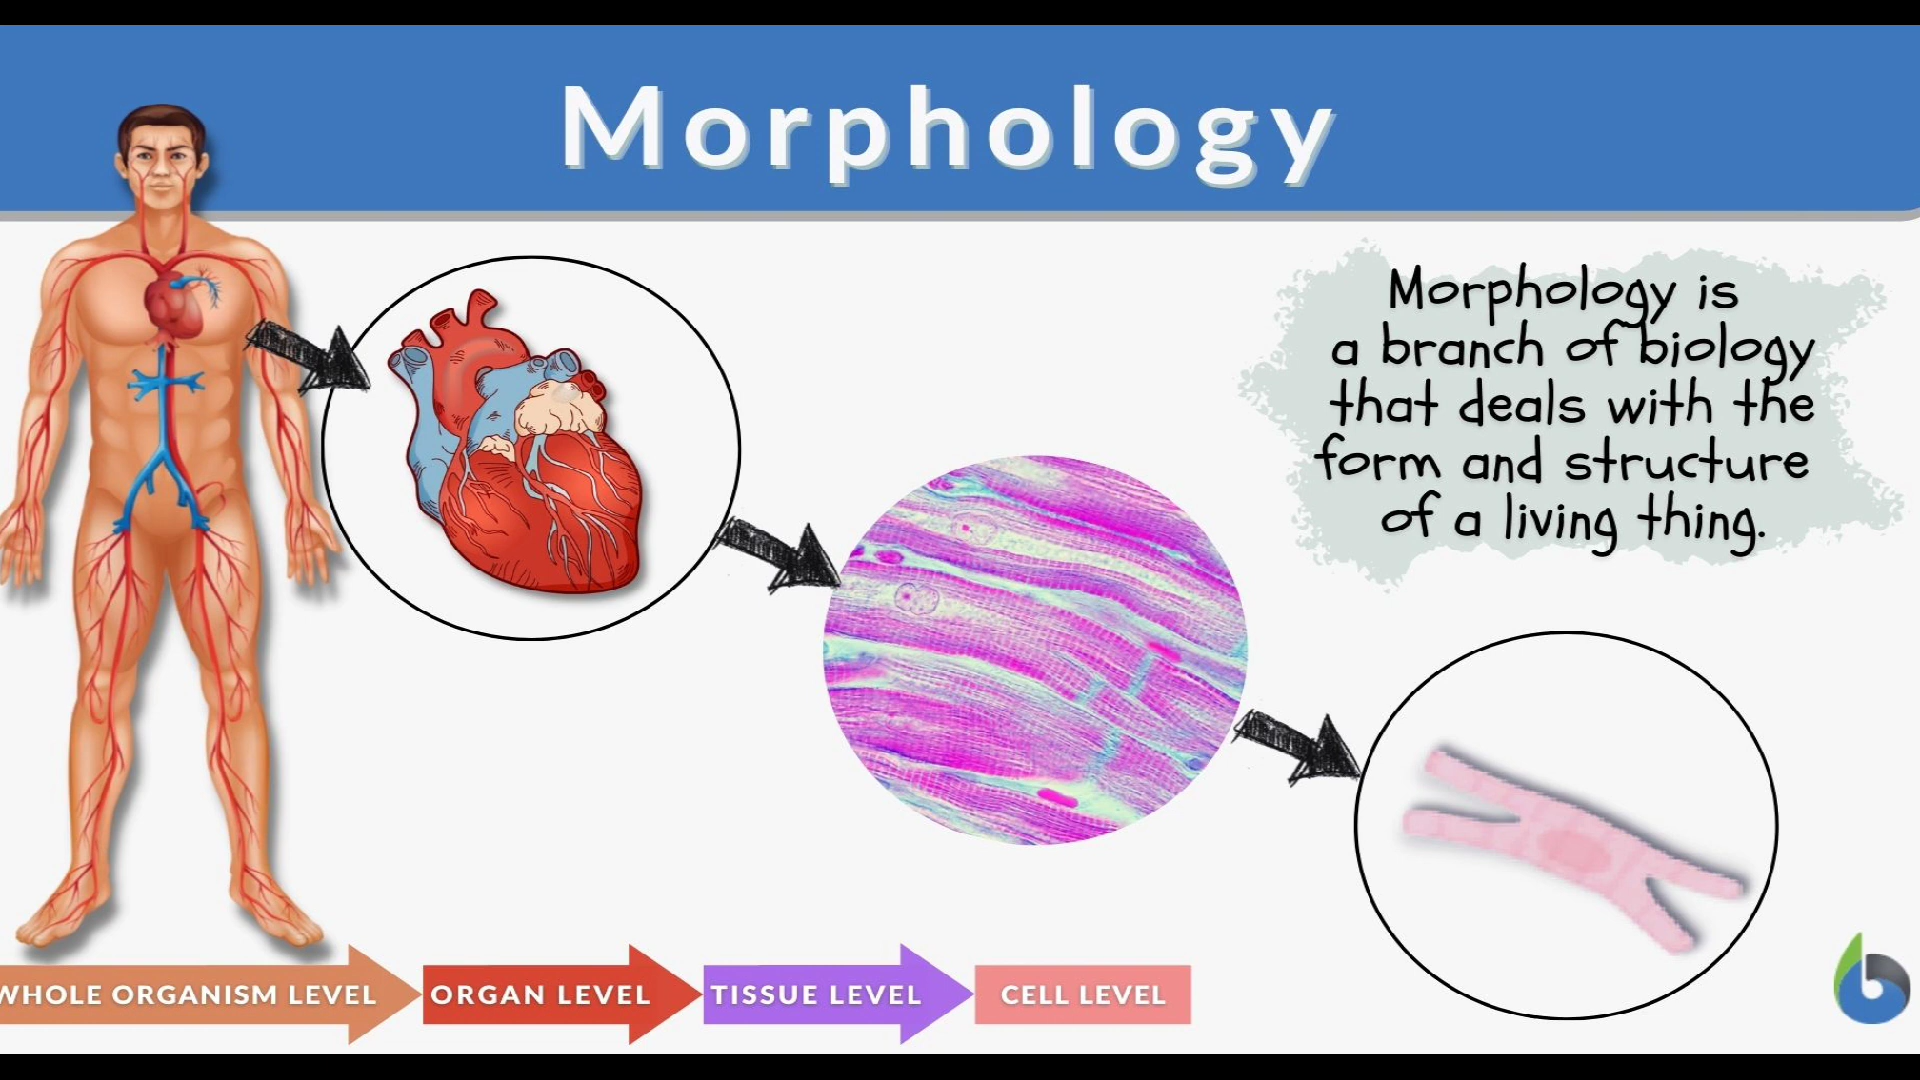 Morphology
Morphology is
a branch of biology
that deals with the
form and structure
of a living thing.
WHOLE ORGANISM LEVEL
ORGAN LEVEL
TISSUE LEVEL
CELL LEVEL